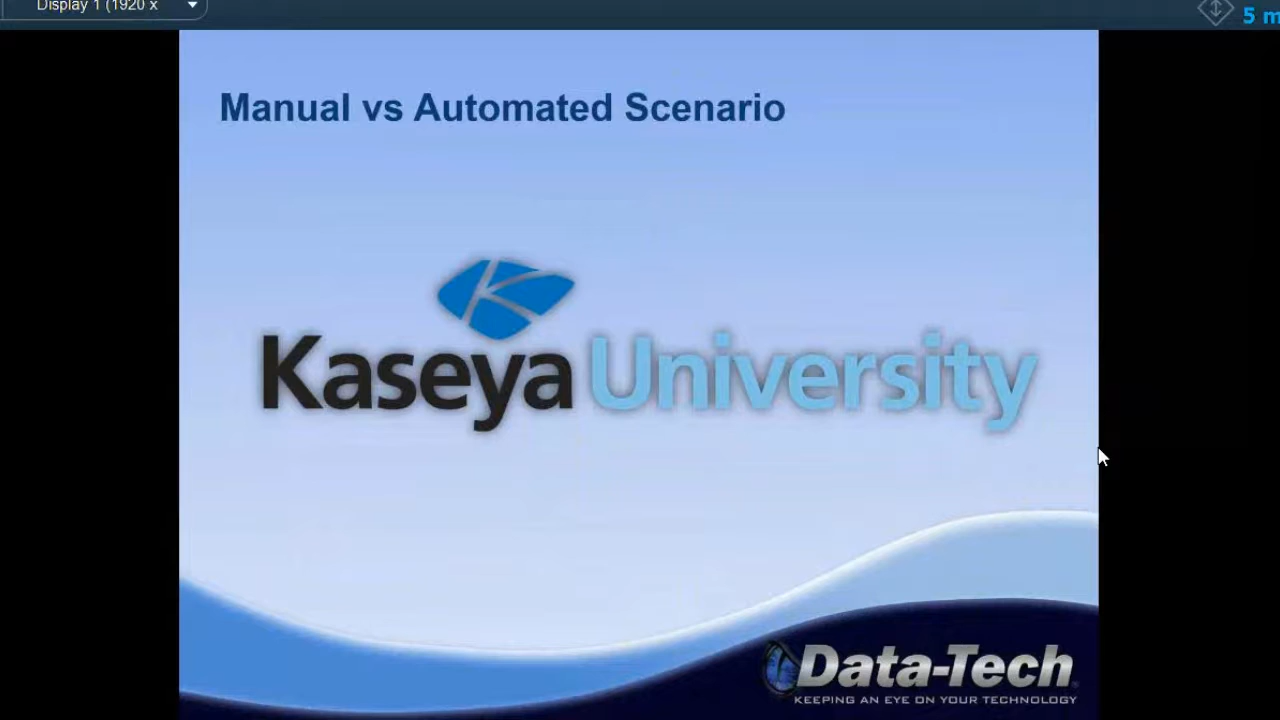 Display 1 (1920 x
5 m
Manual vs Automated Scenario
Kaseya University
Data-Tech
KEEPING AN EYE ON YOUR TECHNOLOGY